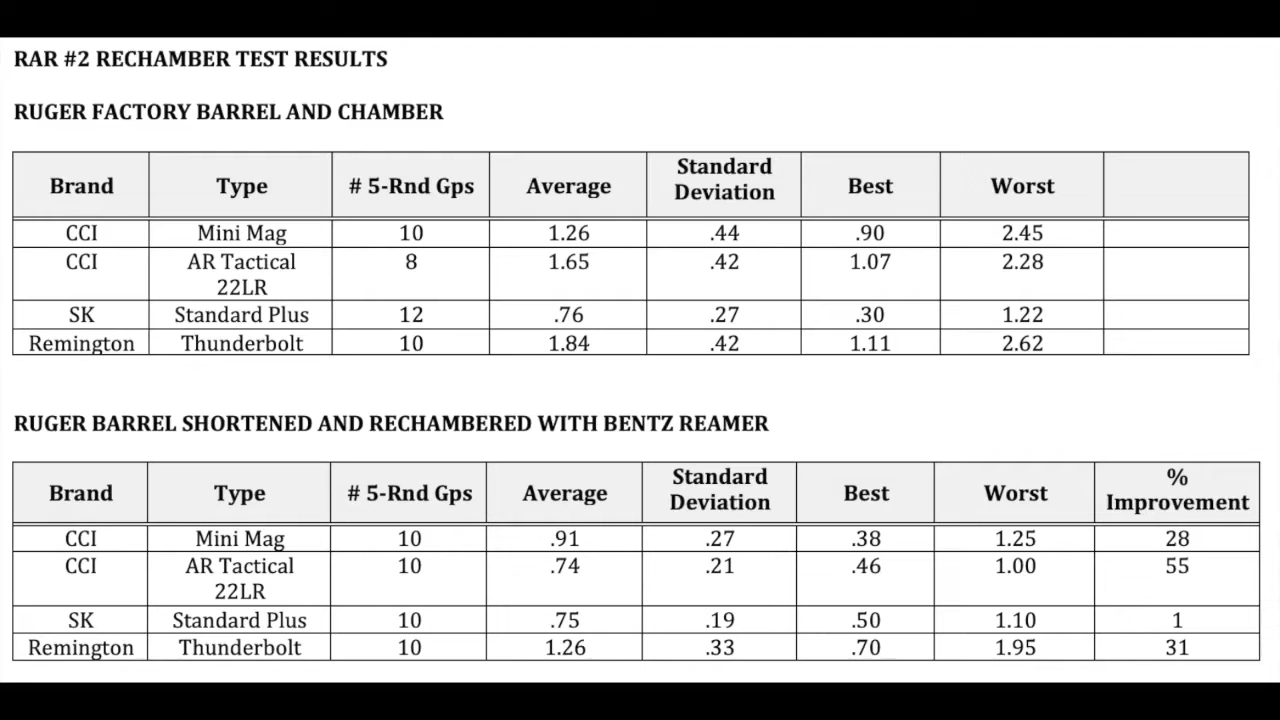 RAR #2 RECHAMBER TEST RESULTS
RUGER FACTORY BARREL AND CHAMBER
Brand Type # 5-Rnd Gps Average Standard Deviation Best Worst
CCI Mini Mag 10 1.26 .44 .90 2.45
CCI AR Tactical 22LR 8 1.65 .42 1.07 2.28
SK Standard Plus 12 .76 .27 .30 1.22
Remington Thunderbolt 10 1.84 .42 1.11 2.62
RUGER BARREL SHORTENED AND RECHAMBERED WITH BENTZ REAMER
Brand Type # 5-Rnd Gps Average Standard Deviation Best Worst % Improvement
CCI Mini Mag 10 .91 .27 .38 1.25 28
CCI AR Tactical 22LR 10 .74 .21 .46 1.00 55
SK Standard Plus 10 .75 .19 .50 1.10 1
Remington Thunderbolt 10 1.26 .33 .70 1.95 31